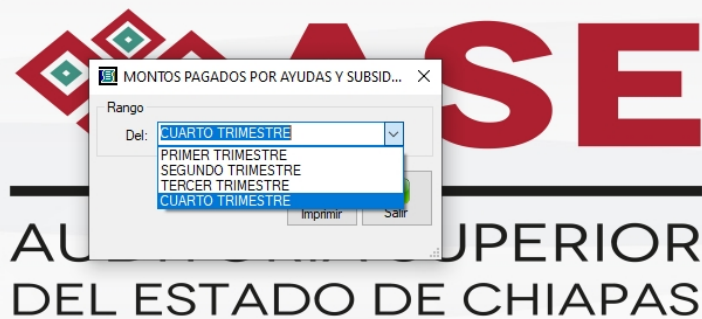 ASE
MONTOS PAGADOS POR AYUDAS Y SUBSID...
Rango
Del: CUARTO TRIMESTRE
PRIMER TRIMESTRE
SEGUNDO TRIMESTRE
TERCER TRIMESTRE
CUARTO TRIMESTRE
Imprimir Salir
AUDITORÍA SUPERIOR
DEL ESTADO DE CHIAPAS